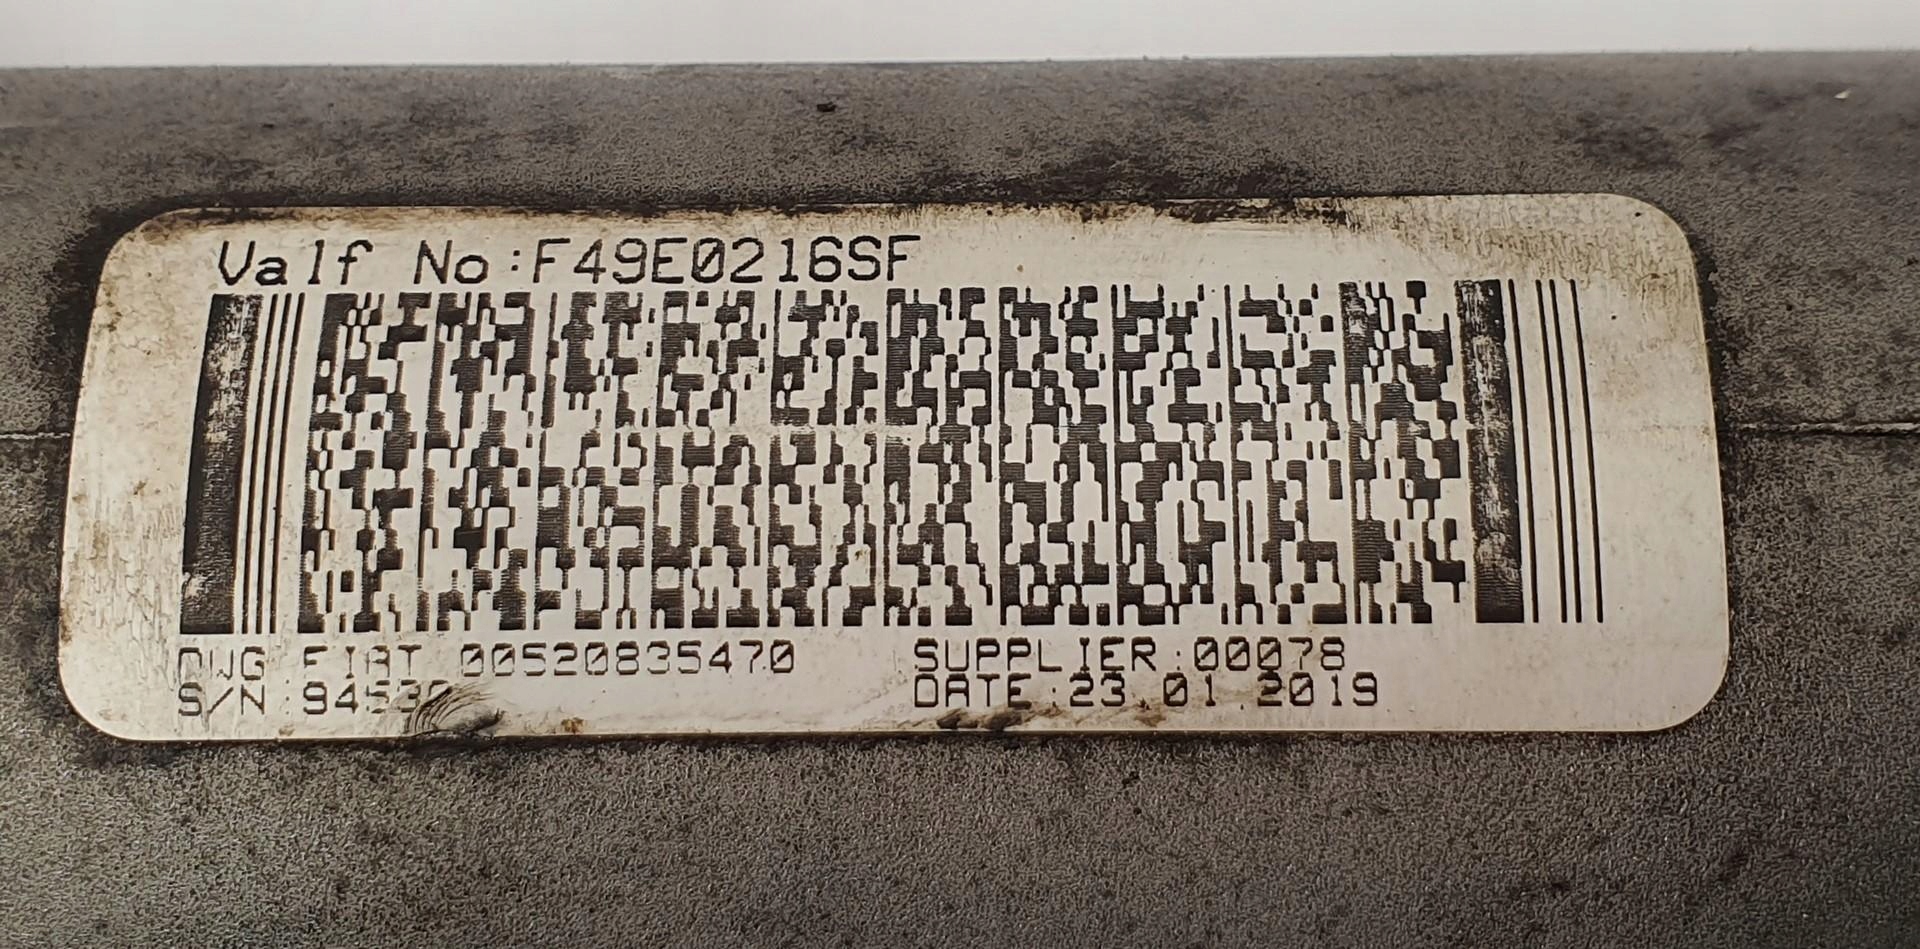 Valf No:F49E0216SF
DWG FIAT 00520835470 SUPPLIER:00078
S/N: DATE:23.01.2019